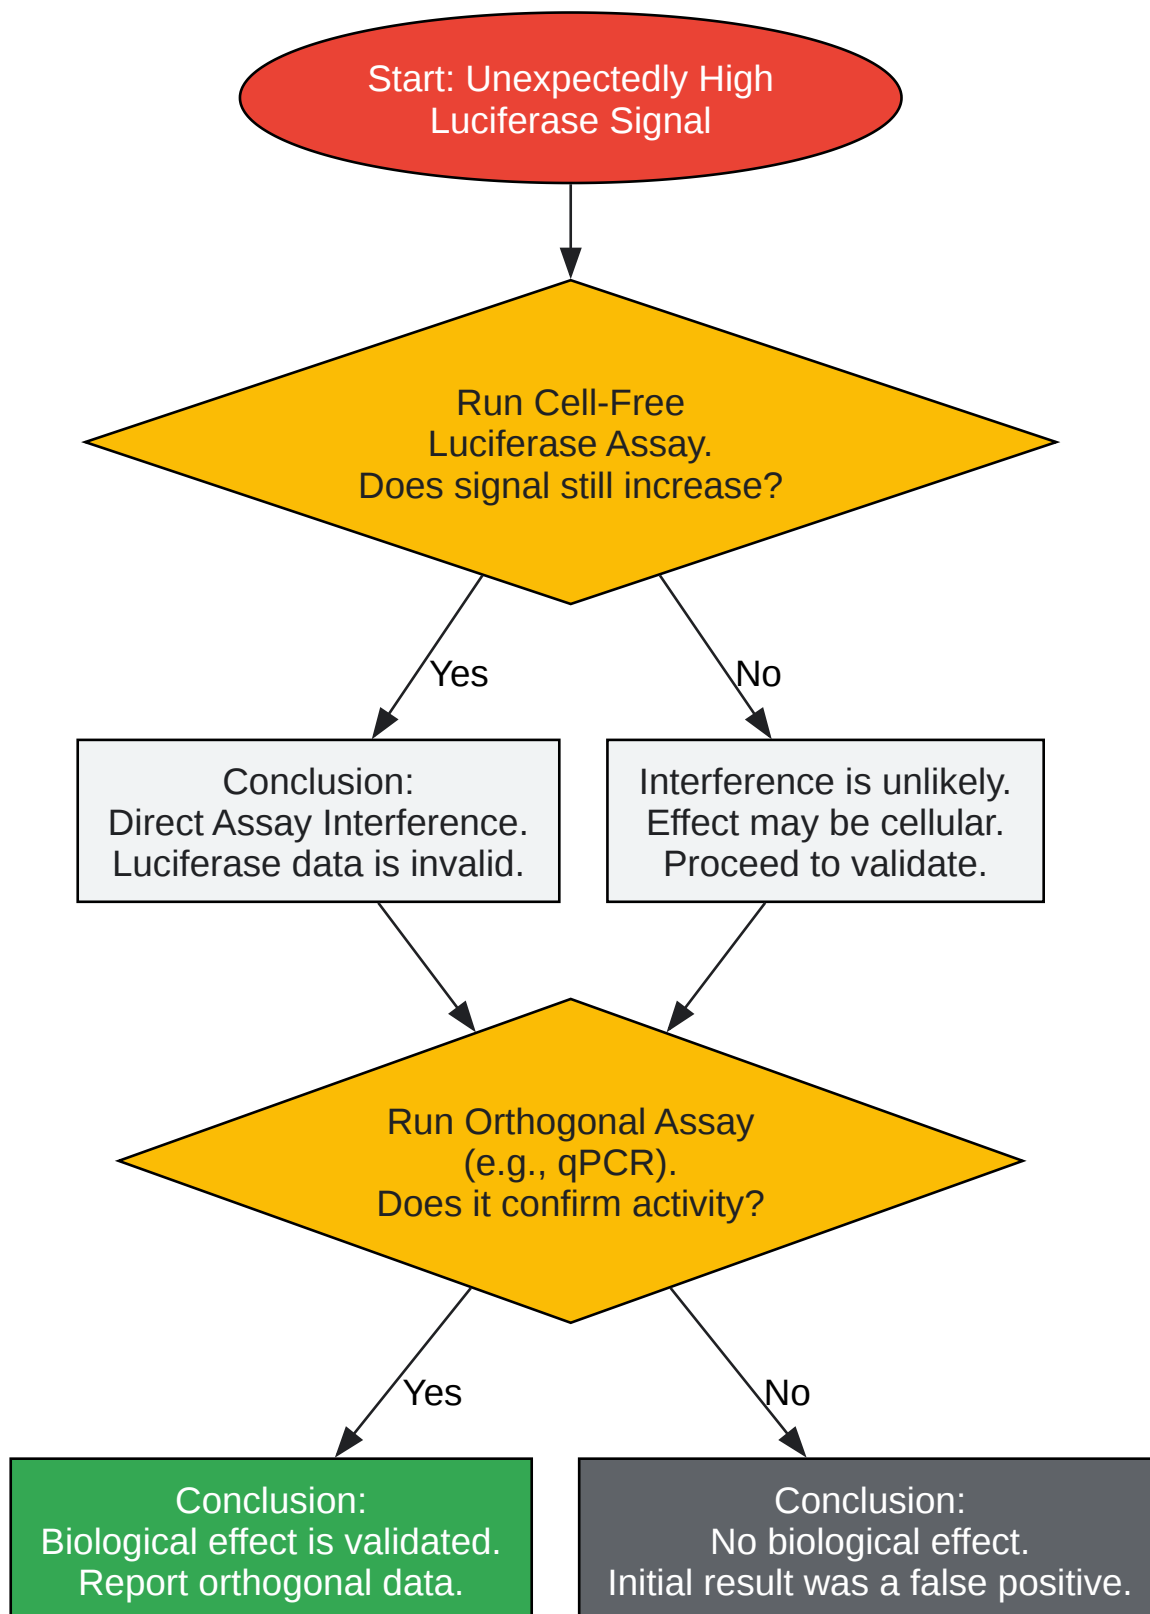 Start: Unexpectedly High
Luciferase Signal
Run Cell-Free
Luciferase Assay.
Does signal still increase?
Yes
No
Conclusion:
Direct Assay Interference.
Luciferase data is invalid.
Interference is unlikely.
Effect may be cellular.
Proceed to validate.
Run Orthogonal Assay
(e.g., qPCR).
Does it confirm activity?
Yes
No
Conclusion:
Biological effect is validated.
Report orthogonal data.
Conclusion:
No biological effect.
Initial result was a false positive.